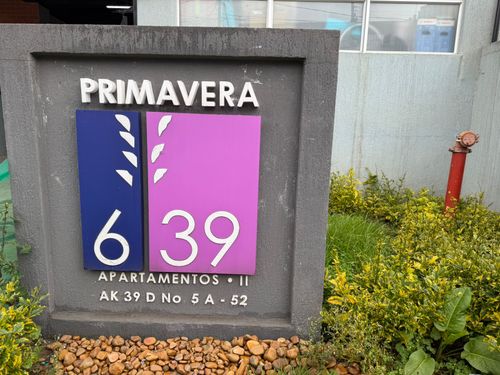 PRIMAVERA
6 39
APARTAMENTOS • II
AK 39 D No. 5 A - 52